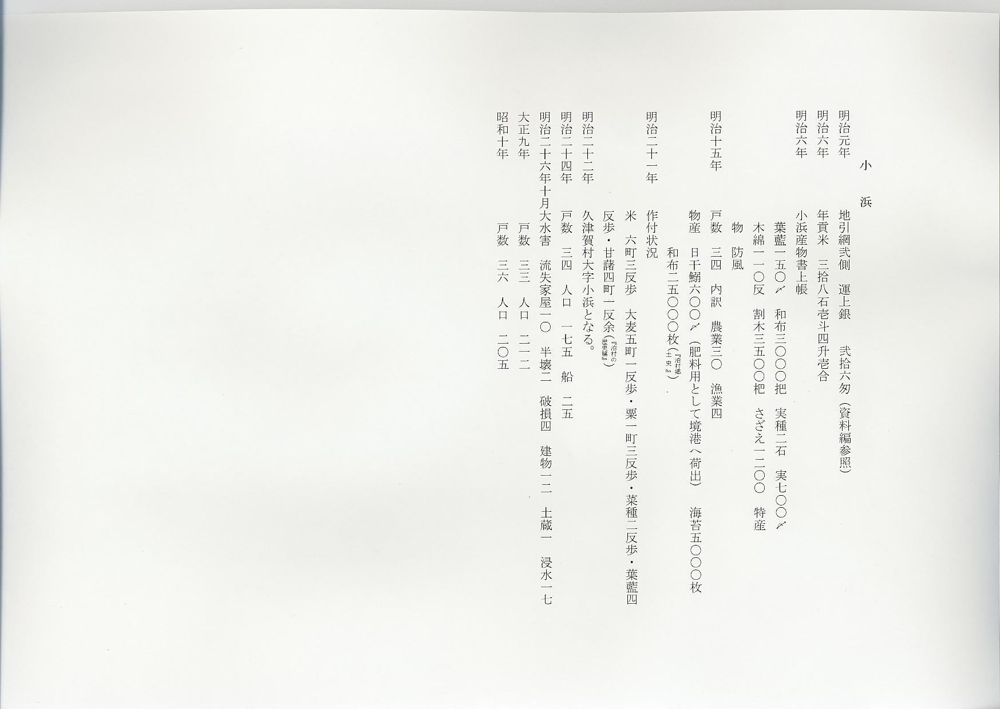 小　浜
明治元年　地引網弐側　運上銀　弐拾六匁（資料編参照）
明治六年　年貢米　三拾八石壱斗四升壱合
明治六年　小浜産物書上帳
葉藍一五〇〆　和布三〇〇〇把　実種二石　実七〇〇〆
木綿一一〇反　割木三五〇〇杷　さざえ一二〇〇　特産
物　防風
明治十五年　戸数　三四　内訳　農業三〇　漁業四
物産　日干鰯六〇〇〆（肥料用として境港へ荷出）　海苔五〇〇〇枚
和布二五〇〇〇枚（『泊村郷土史』）
明治二十一年　作付状況
米　六町三反歩　大麦五町一反歩・粟一町三反歩・菜種二反歩・葉藍四
反歩・甘諸四町一反余（『泊村の歴史稿』）
明治二十二年　久津賀村大字小浜となる。
明治二十四年　戸数　三四　人口　一七五　船　二五
明治二十六年十月大水害　流失家屋一〇　半壊二　破損四　建物一二　土蔵一　浸水一七
大正九年　戸数　三三　人口　二一二
昭和十年　戸数　三六　人口　二〇五